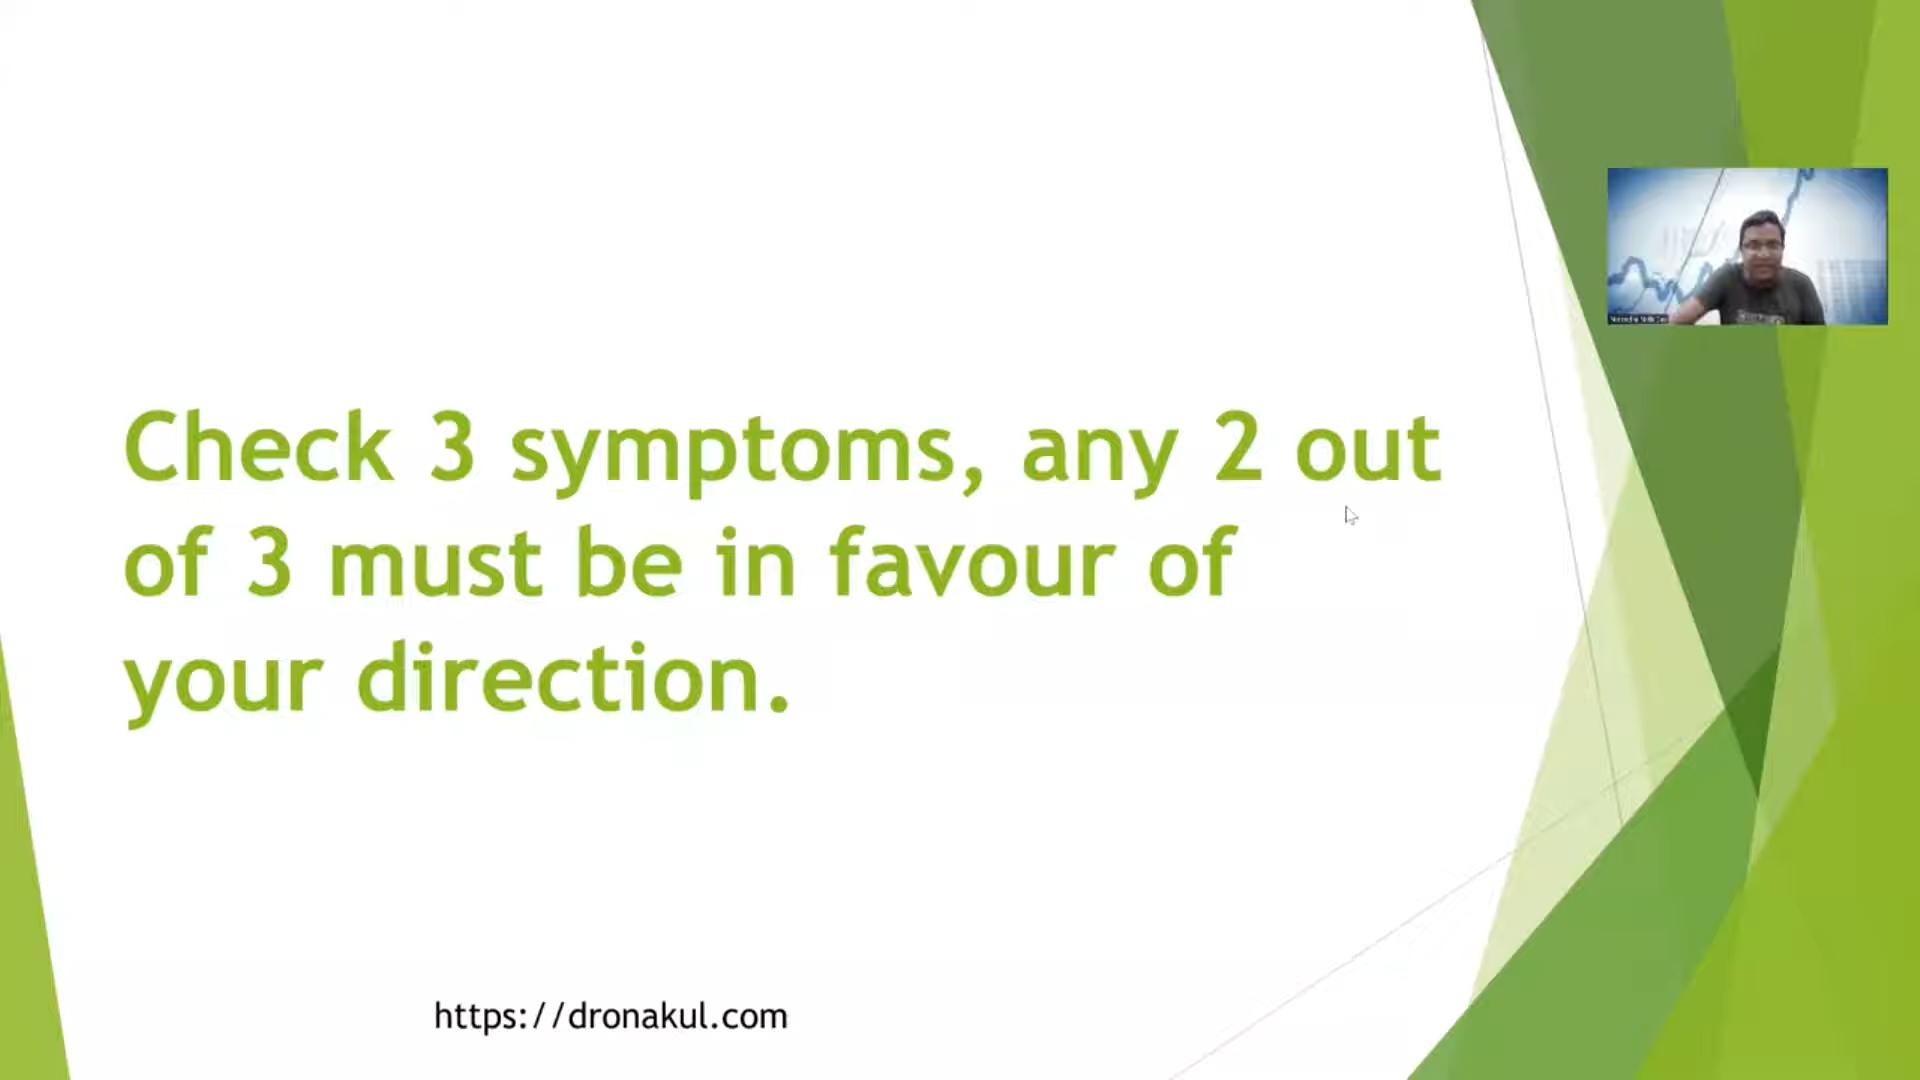 Check 3 symptoms, any 2 out
of 3 must be in favour of
your direction.
https://dronakul.com